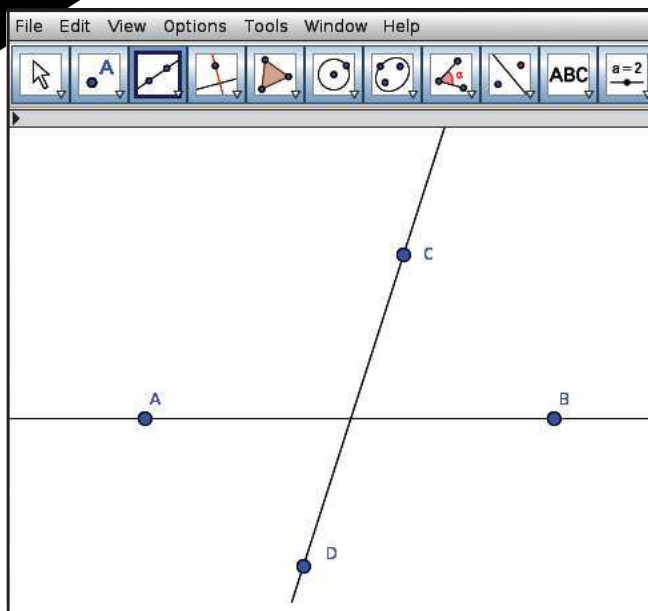 File Edit View Options Tools Window Help
A α ABC a=2
C
A B
D